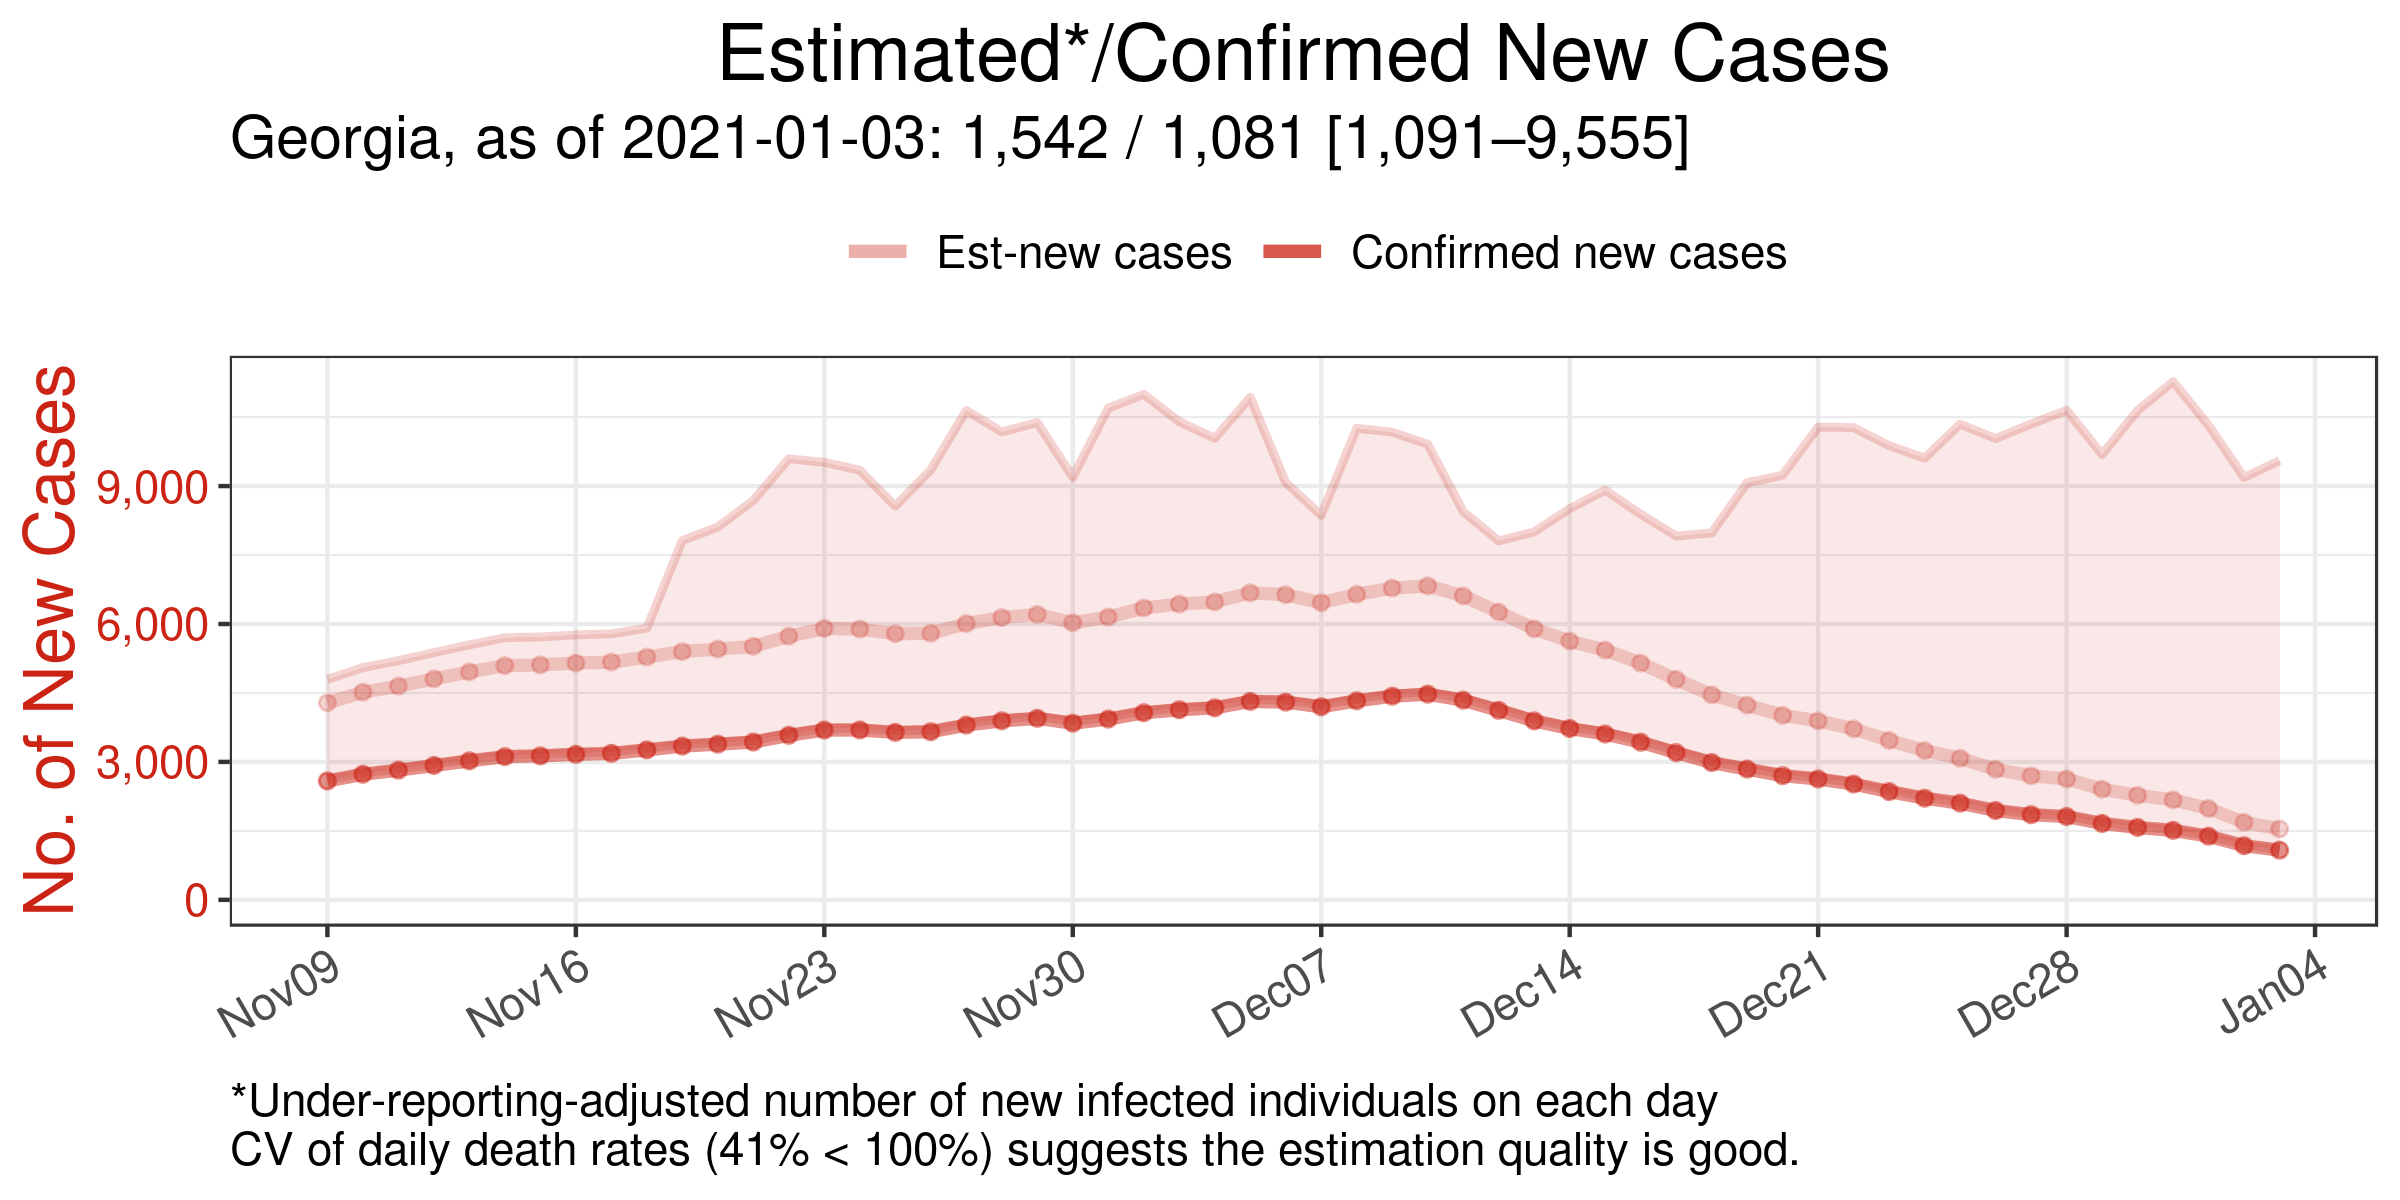 Estimated*/Confirmed New Cases
Georgia, as of 2021-01-03: 1,542 / 1,081 [1,091–9,555]
Est-new cases
Confirmed new cases
No. of New Cases
9,000
6,000
3,000
0
Nov09
Nov16
Nov23
Nov30
Dec07
Dec14
Dec21
Dec28
Jan04
*Under-reporting-adjusted number of new infected individuals on each day
CV of daily death rates (41% < 100%) suggests the estimation quality is good.